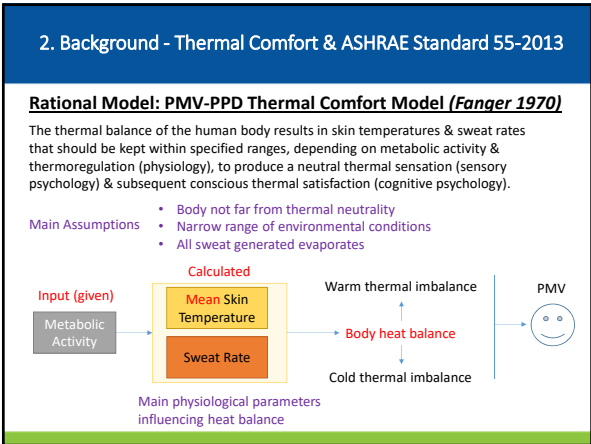 2. Background - Thermal Comfort & ASHRAE Standard 55-2013
Rational Model: PMV-PPD Thermal Comfort Model (Fanger 1970)
The thermal balance of the human body results in skin temperatures & sweat rates
that should be kept within specified ranges, depending on metabolic activity &
thermoregulation (physiology), to produce a neutral thermal sensation (sensory
psychology) & subsequent conscious thermal satisfaction (cognitive psychology).
Main Assumptions
• Body not far from thermal neutrality
• Narrow range of environmental conditions
• All sweat generated evaporates
Input (given)
Metabolic
Activity
Calculated
Mean Skin
Temperature
Sweat Rate
Main physiological parameters
influencing heat balance
Warm thermal imbalance
Body heat balance
Cold thermal imbalance
PMV